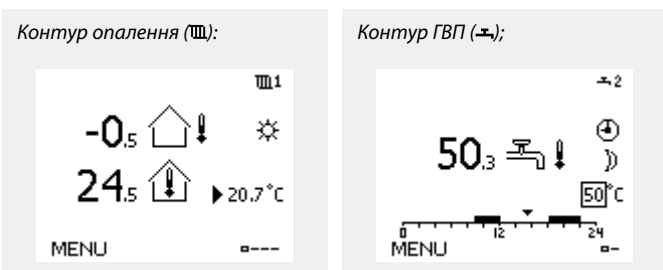 Контур опалення ():
1
-0.5
24.5
20.7°C
MENU
Контур ГВП ();
2
50.3
50°C
0 12 24
MENU